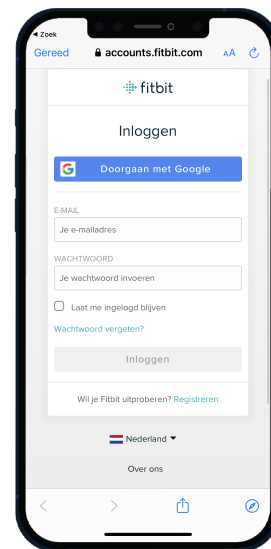 Zoek
Gereed accounts.fitbit.com AA
fitbit
Inloggen
Doorgaan met Google
E-MAIL
Je e-mailadres
WACHTWOORD
Je wachtwoord invoeren
Laat me ingelogd blijven
Wachtwoord vergeten?
Inloggen
Wil je Fitbit uitproberen? Registreren
Nederland
Over ons